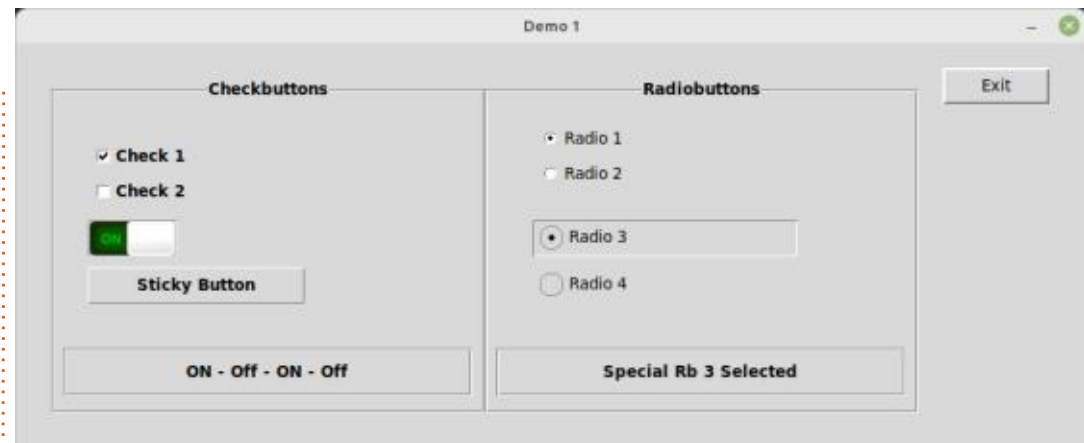 Demo 1
Checkbuttons
Check 1
Check 2
ON
Sticky Button
ON - Off - ON - Off
Radiobuttons
Radio 1
Radio 2
Radio 3
Radio 4
Special Rb 3 Selected
Exit